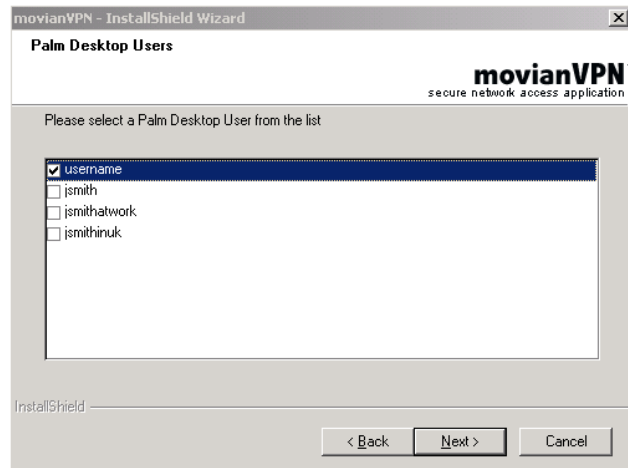 movianVPN - InstallShield Wizard
Palm Desktop Users
movianVPN
secure network access application
Please select a Palm Desktop User from the list
username
jsmith
jsmithatwork
jsmithinuk
InstallShield
< Back Next > Cancel